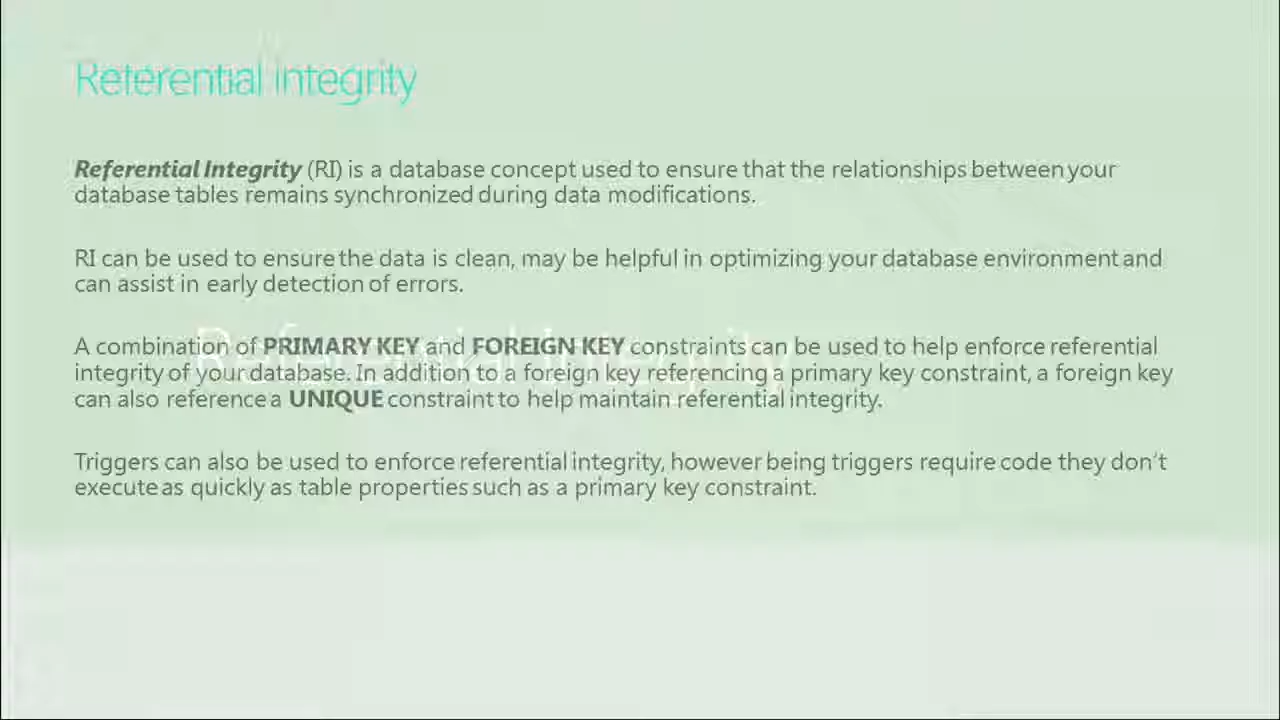 Referential integrity
Referential Integrity (RI) is a database concept used to ensure that the relationships between your
database tables remains synchronized during data modifications.
RI can be used to ensure the data is clean, may be helpful in optimizing your database environment and
can assist in early detection of errors.
Referential Integrity
A combination of PRIMARY KEY and FOREIGN KEY constraints can be used to help enforce referential
integrity of your database. In addition to a foreign key referencing a primary key constraint, a foreign key
can also reference a UNIQUE constraint to help maintain referential integrity.
Triggers can also be used to enforce referential integrity, however being triggers require code they don't
execute as quickly as table properties such as a primary key constraint.